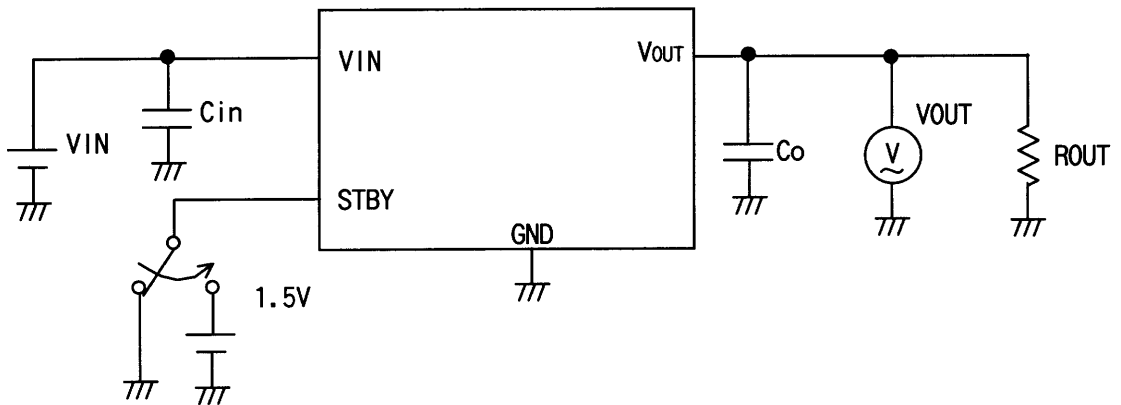 VIN
VOUT
Cin
VIN
VOUT
V
Co
ROUT
STBY
GND
1.5V